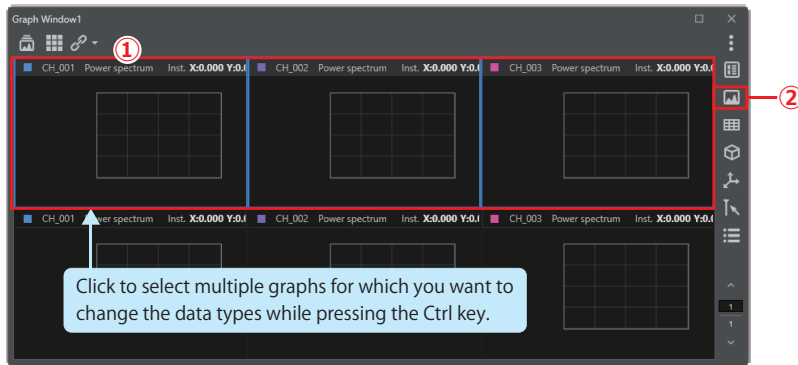 Graph Window1
①
CH_001 Power spectrum Inst. X:0.000 Y:0.
CH_002 Power spectrum Inst. X:0.000 Y:0.
CH_003 Power spectrum Inst. X:0.000 Y:0.
②
CH_001 Power spectrum Inst. X:0.000 Y:0.
CH_002 Power spectrum Inst. X:0.000 Y:0.
CH_003 Power spectrum Inst. X:0.000 Y:0.
Click to select multiple graphs for which you want to
change the data types while pressing the Ctrl key.
1
1